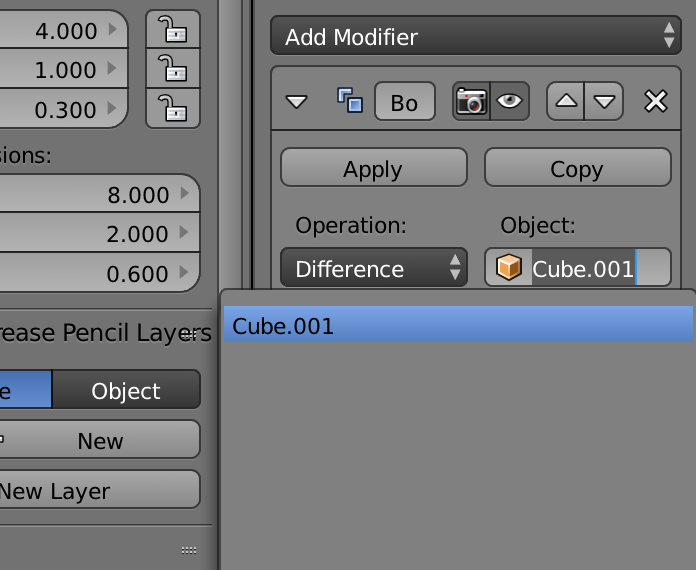 4.000
1.000
0.300
sions:
8.000
2.000
0.600
rease Pencil Layers
e
Object
New
New Layer
Add Modifier
Bo
Apply
Copy
Operation:
Object:
Difference
Cube.001
Cube.001